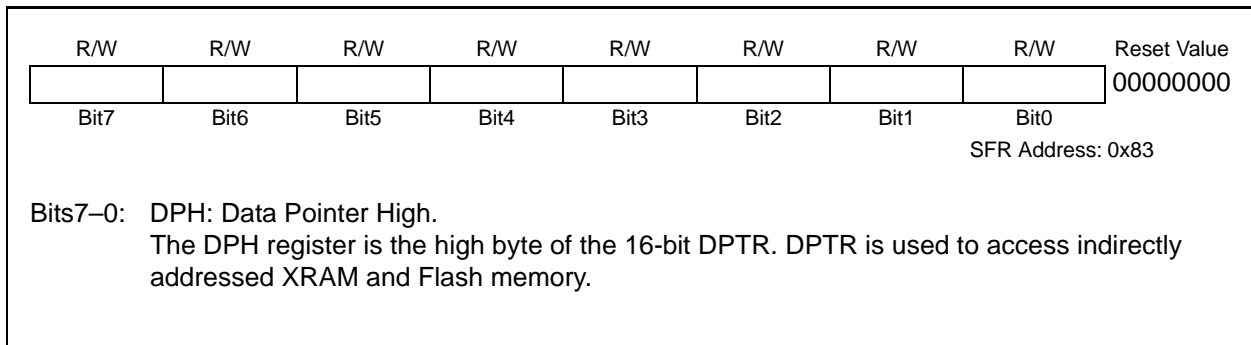 R/W R/W R/W R/W R/W R/W R/W R/W Reset Value
00000000
Bit7 Bit6 Bit5 Bit4 Bit3 Bit2 Bit1 Bit0
SFR Address: 0x83
Bits7–0: DPH: Data Pointer High.
The DPH register is the high byte of the 16-bit DPTR. DPTR is used to access indirectly
addressed XRAM and Flash memory.